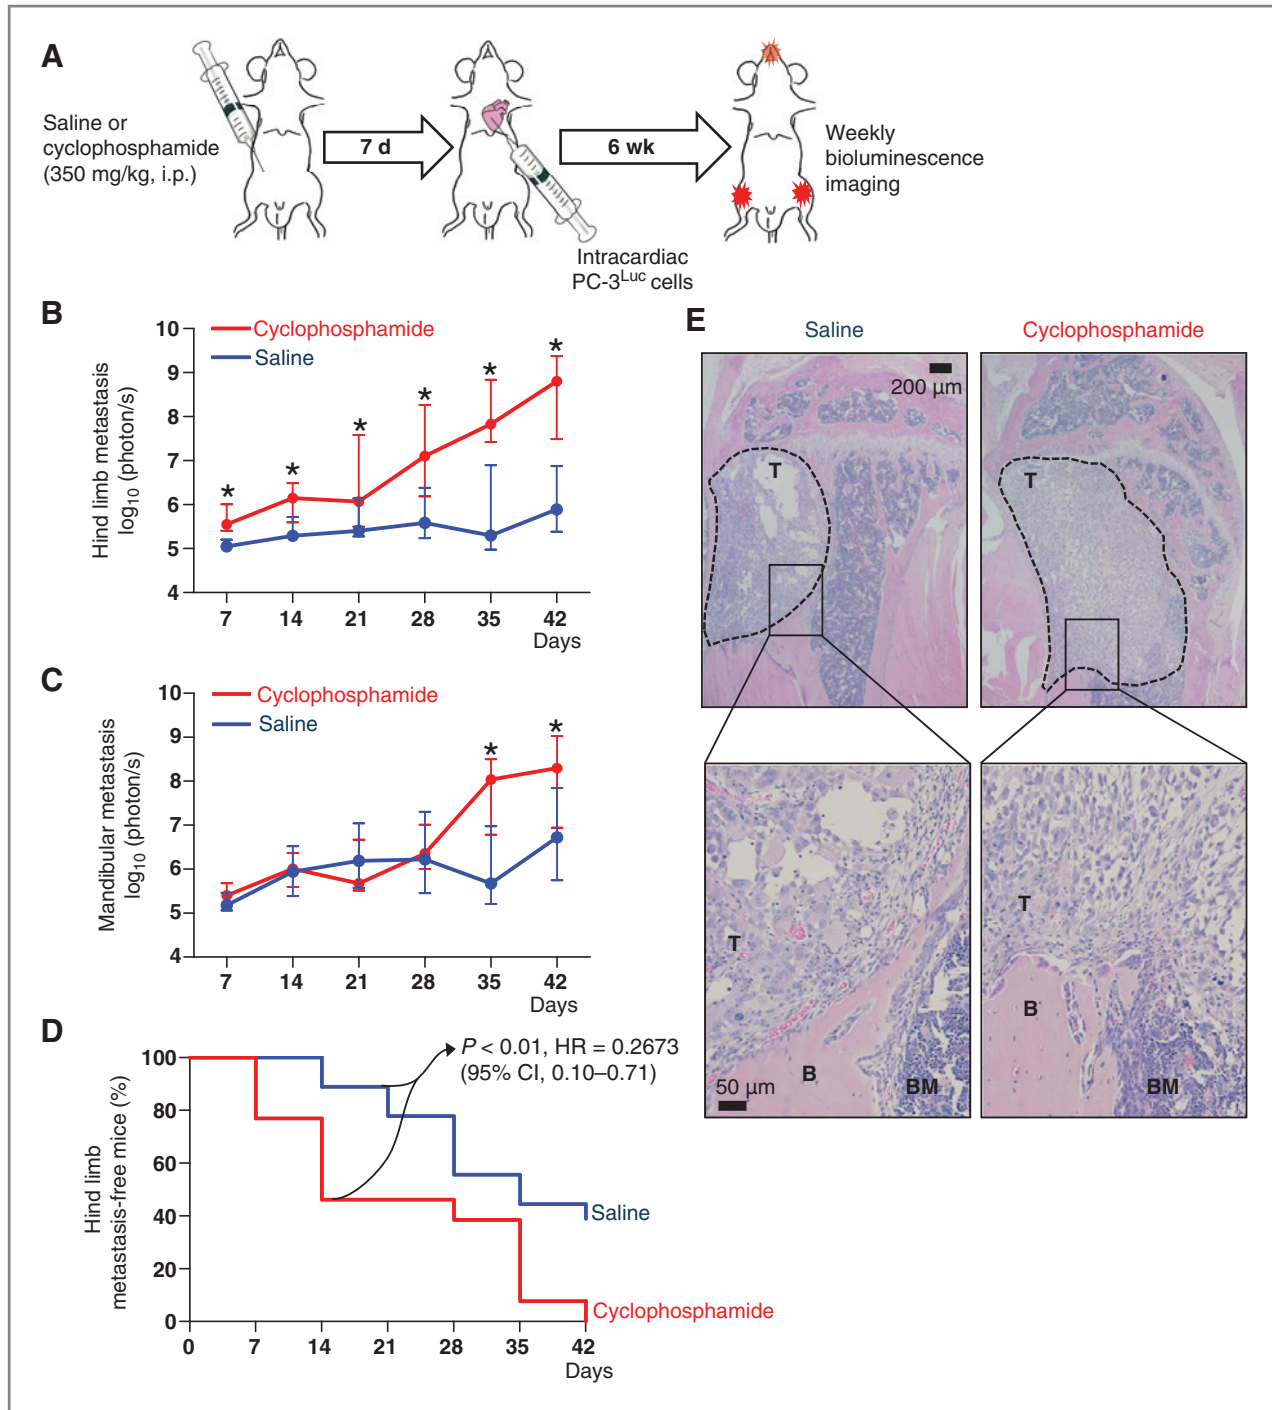 A
Saline or
cyclophosphamide
(350 mg/kg, i.p.)
7 d
6 wk
Weekly
bioluminescence
imaging
Intracardiac
PC-3Luc cells
B
Hind limb metastasis
log10 (photon/s)
10
9
8
7
6
5
4
Cyclophosphamide
Saline
*
*
*
*
*
*
7 14 21 28 35 42
Days
C
Mandibular metastasis
log10 (photon/s)
10
9
8
7
6
5
4
Cyclophosphamide
Saline
*
*
7 14 21 28 35 42
Days
D
Hind limb
metastasis-free mice (%)
100
80
60
40
20
0
P < 0.01, HR = 0.2673
(95% CI, 0.10–0.71)
Saline
Cyclophosphamide
0 7 14 21 28 35 42
Days
E
Saline
Cyclophosphamide
200 µm
T
T
T
B
BM
50 µm
T
B
BM